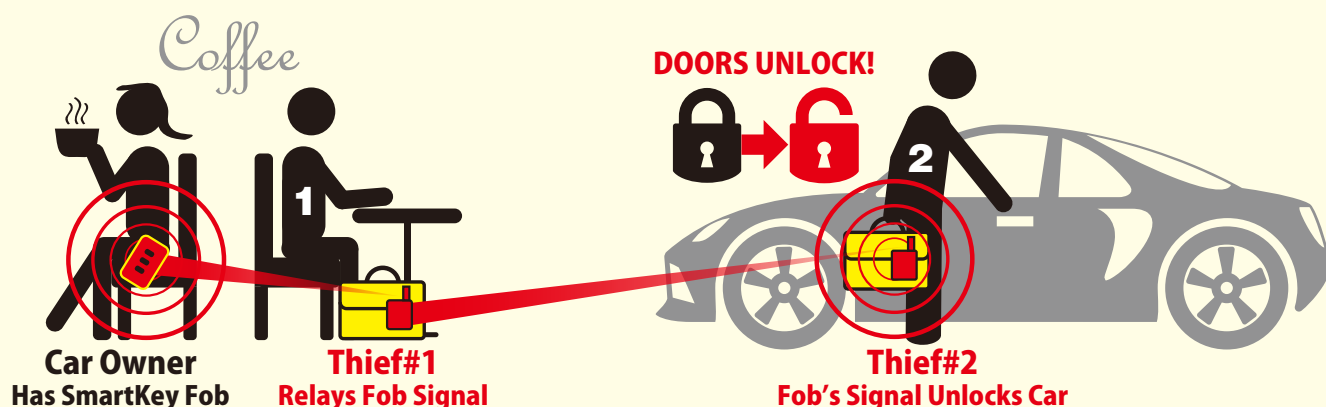 Coffee
DOORS UNLOCK!
1
2
Car Owner
Has SmartKey Fob
Thief#1
Relays Fob Signal
Thief#2
Fob's Signal Unlocks Car